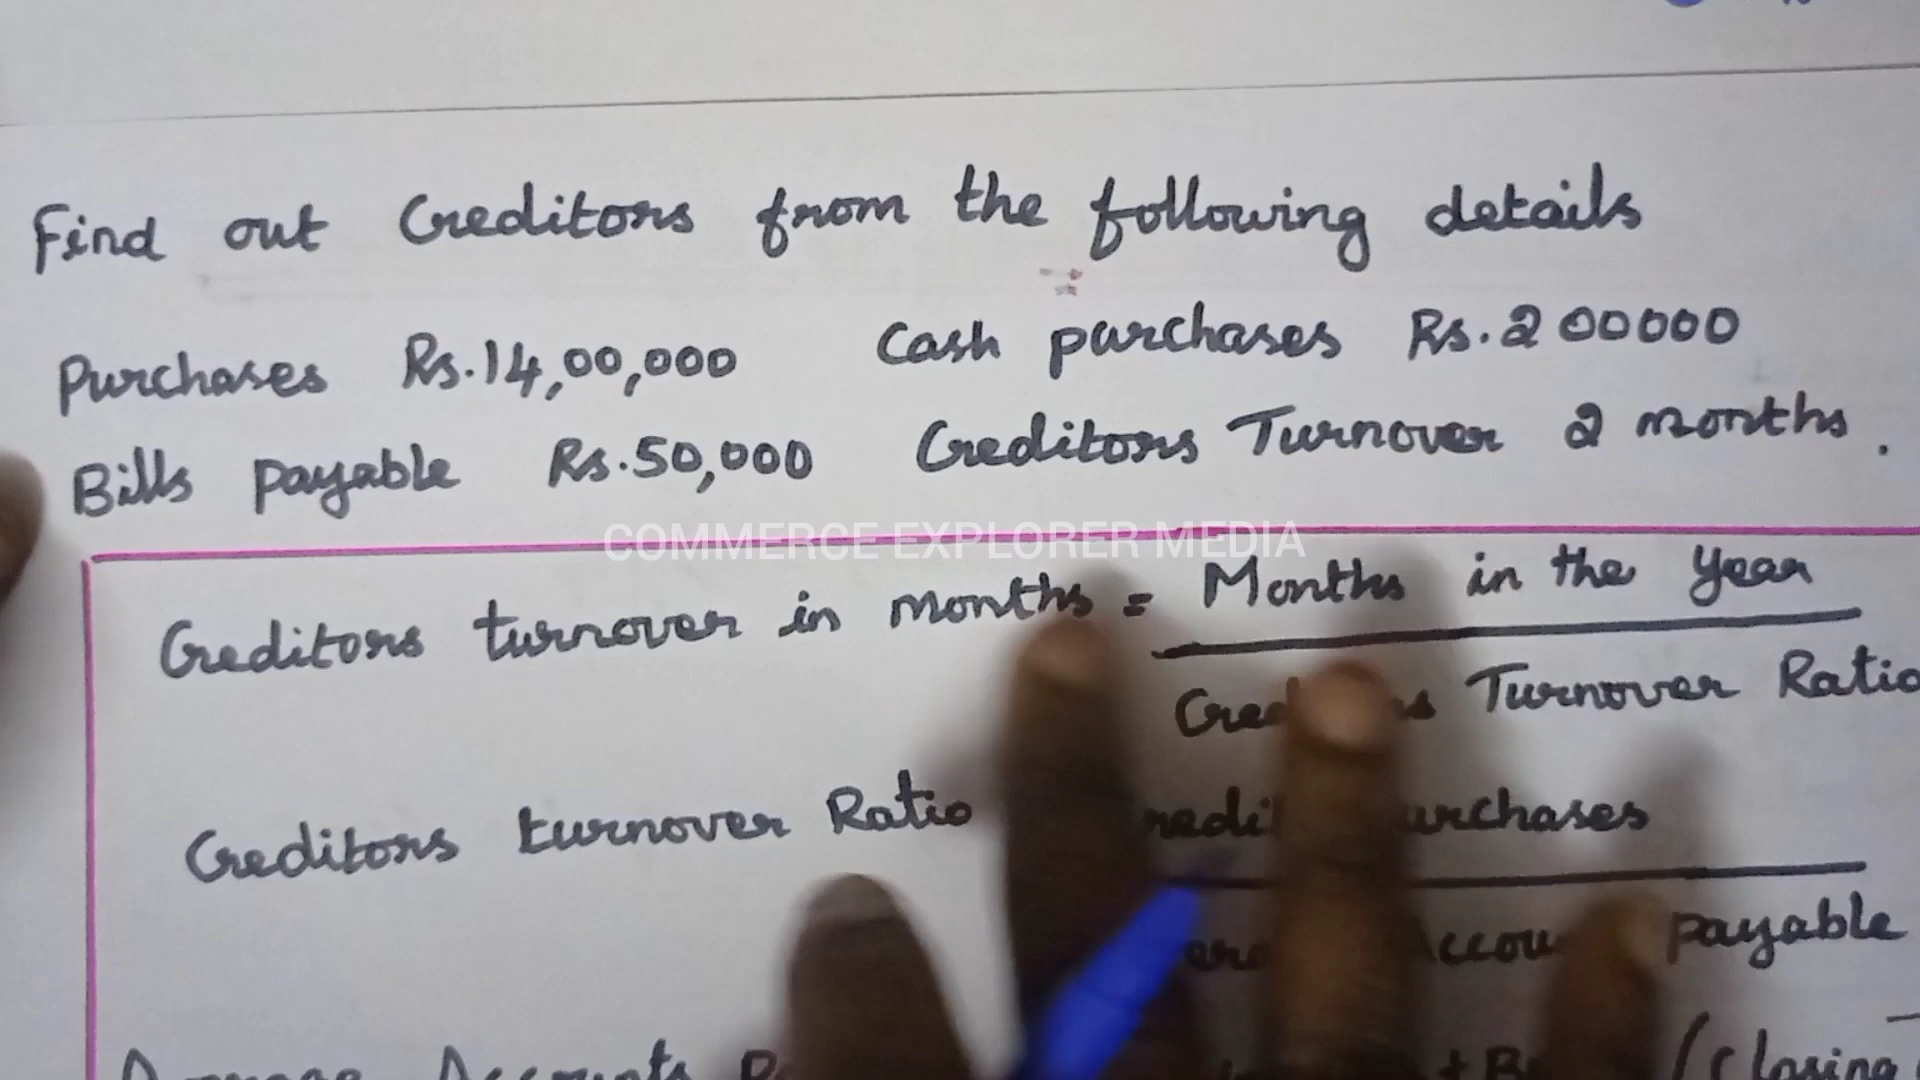 Find out Creditors from the following details
Purchases Rs.14,00,000 Cash purchases Rs.200000
Bills payable Rs.50,000 Creditors Turnover 2 months.
COMMERCE EXPLORER MEDIA
Creditors turnover in months = Months in the Year
Turnover Ratio
Creditors turnover Ratio
payable
Accounts
(Closing